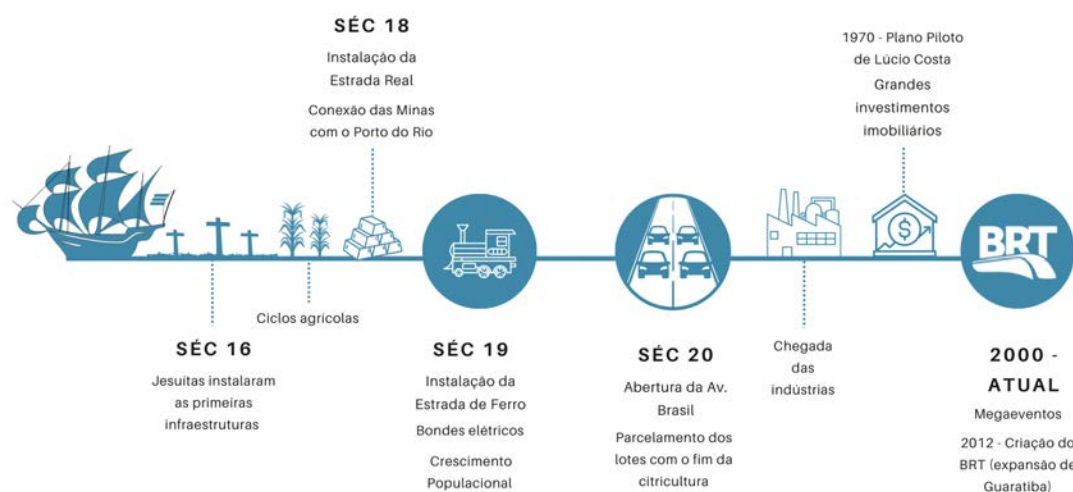 SÉC 18
Instalação da
Estrada Real
Conexão das Minas
com o Porto do Rio
1970 - Plano Piloto
de Lúcio Costa
Grandes
investimentos
imobiliários
$
BRT
Ciclos agrícolas
SÉC 16
Jesuítas instalaram
as primeiras
infraestruturas
SÉC 19
Instalação da
Estrada de Ferro
Bondes elétricos
Crescimento
Populacional
SÉC 20
Abertura da Av.
Brasil
Parcelamento dos
lotes com o fim da
citricultura
Chegada
das
indústrias
2000 -
ATUAL
Megaeventos
2012 - Criação do
BRT (expansão de
Guaratiba)